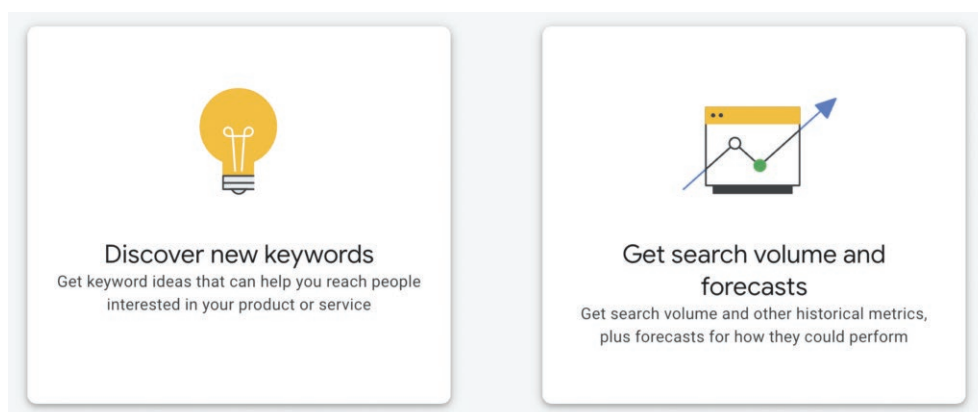 Discover new keywords
Get keyword ideas that can help you reach people
interested in your product or service
Get search volume and
forecasts
Get search volume and other historical metrics,
plus forecasts for how they could perform